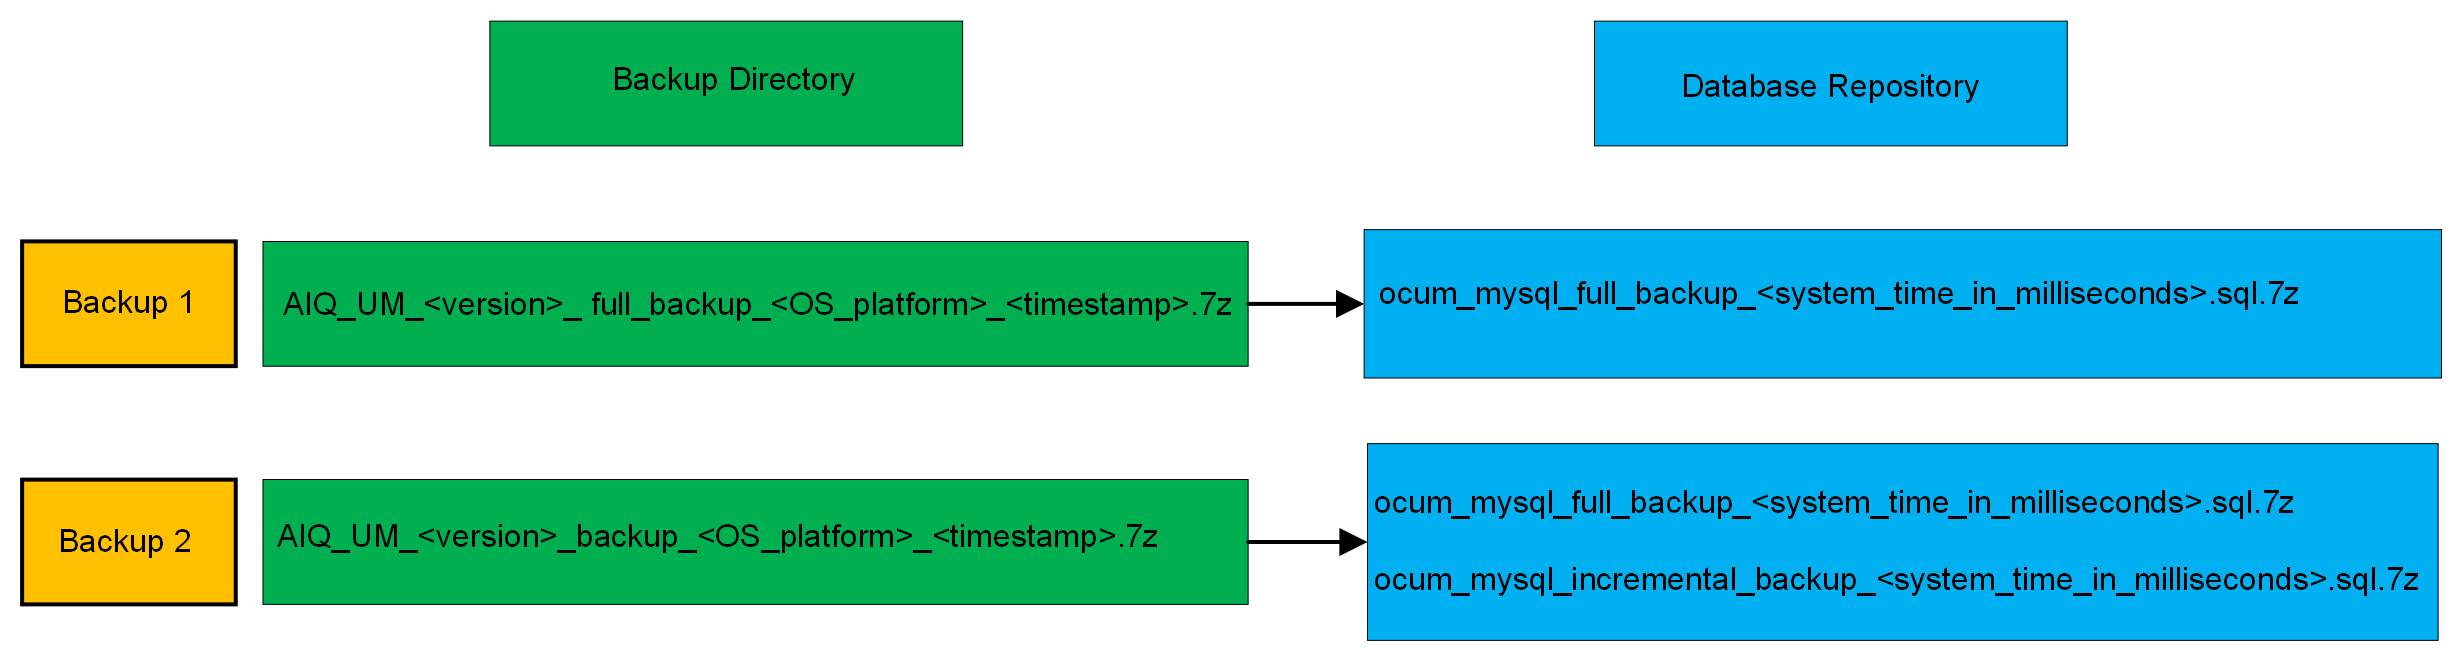 Backup Directory
Database Repository
Backup 1
AIQ_UM_<version>_ full_backup_<OS_platform>_<timestamp>.7z
ocum_mysql_full_backup_<system_time_in_milliseconds>.sql.7z
Backup 2
AIQ_UM_<version>_backup_<OS_platform>_<timestamp>.7z
ocum_mysql_full_backup_<system_time_in_milliseconds>.sql.7z
ocum_mysql_incremental_backup_<system_time_in_milliseconds>.sql.7z